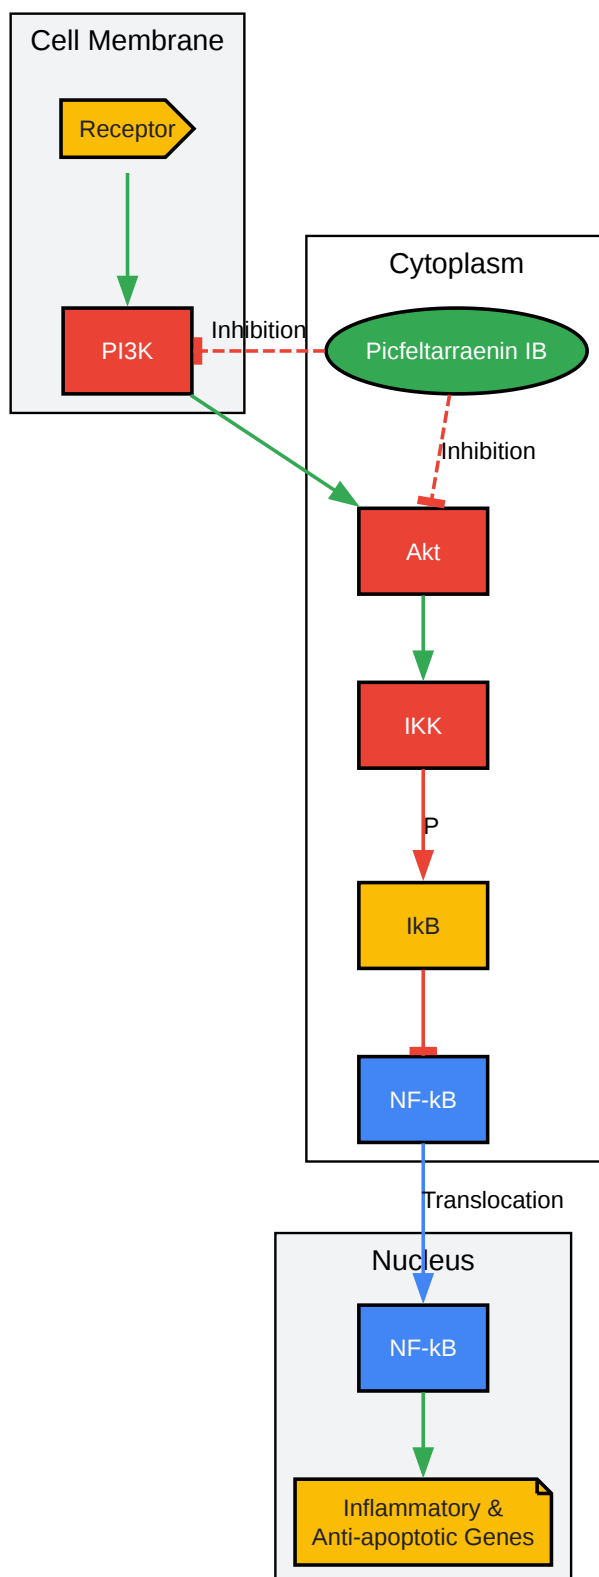 Cell Membrane
Receptor
Cytoplasm
PI3K
Inhibition
Picfeltarraenin IB
Inhibition
Akt
IKK
P
IkB
NF-kB
Translocation
Nucleus
NF-kB
Inflammatory &
Anti-apoptotic Genes